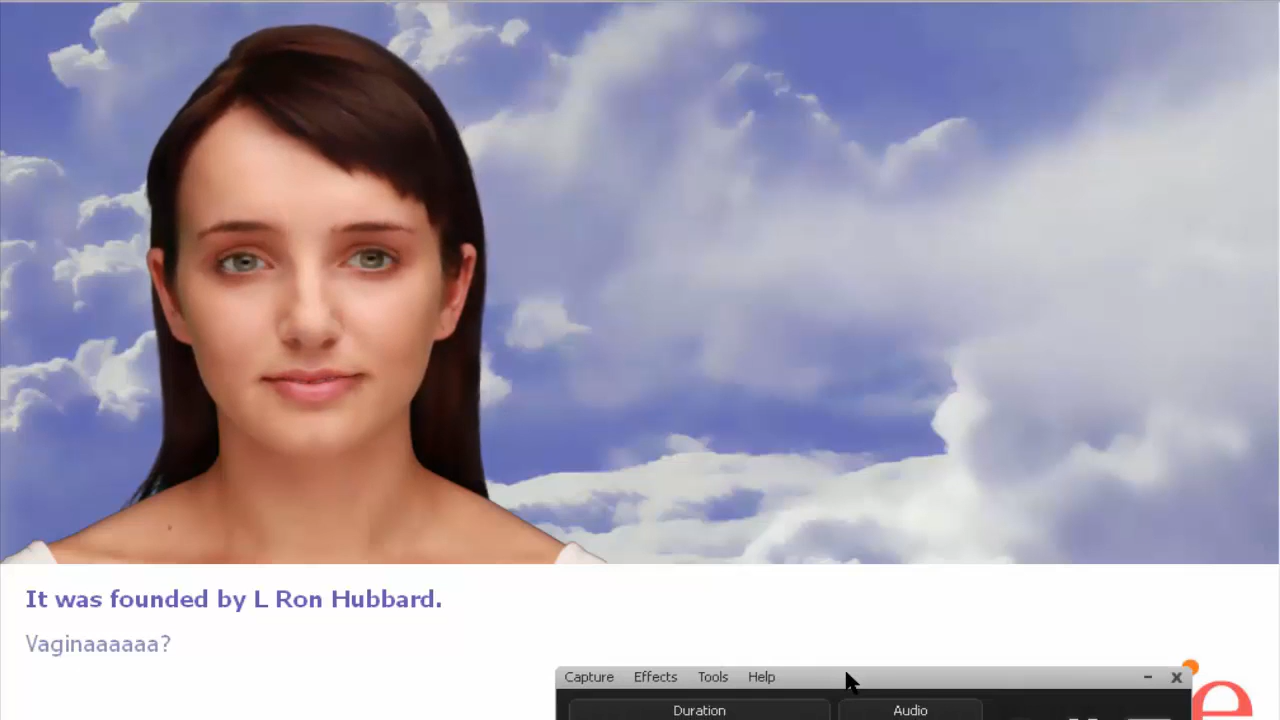 It was founded by L Ron Hubbard.
Vaginaaaaaa?
Capture Effects Tools Help
Duration Audio
e